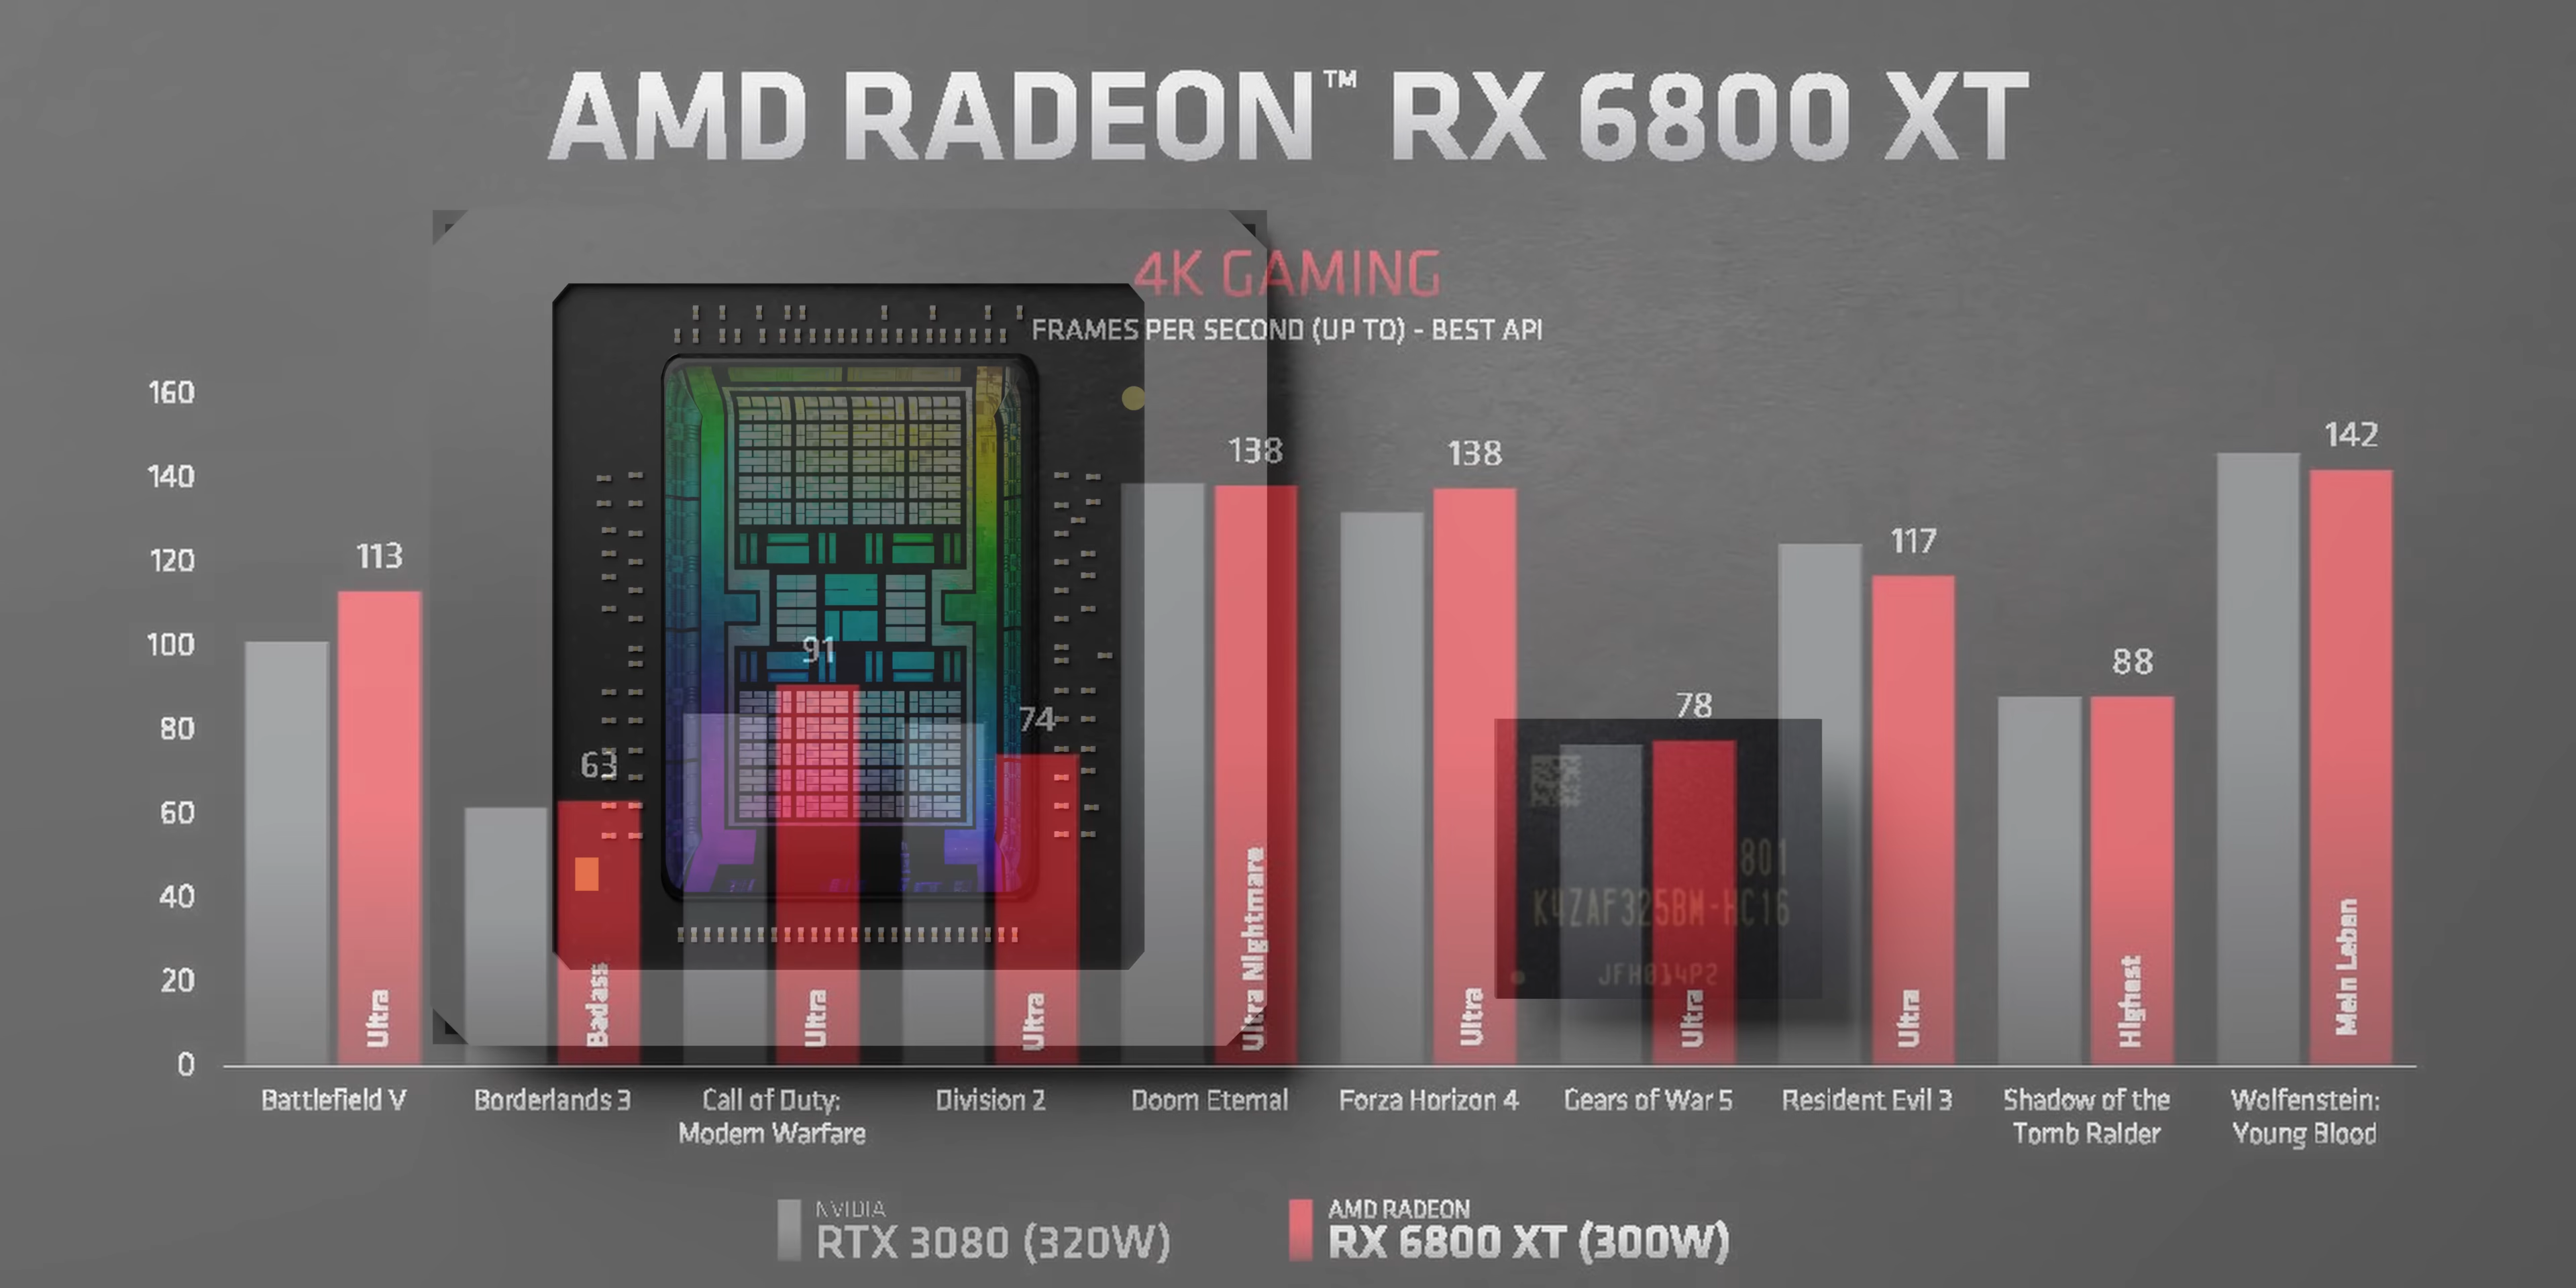 AMD RADEON™ RX 6800 XT
4K GAMING
FRAMES PER SECOND (UP TO) - BEST API
160
140
120
100
80
60
40
20
0
113
63
91
74
138
138
78
117
88
142
Ultra
Badass
Ultra
Ultra
Ultra Nightmare
Ultra
Ultra
Ultra
Highest
Mein Leben
801
K4ZAF325BM-HC16
JFH014P2
Battlefield V
Borderlands 3
Call of Duty:
Modern Warfare
Division 2
Doom Eternal
Forza Horizon 4
Gears of War 5
Resident Evil 3
Shadow of the
Tomb Raider
Wolfenstein:
Young Blood
NVIDIA
RTX 3080 (320W)
AMD RADEON
RX 6800 XT (300W)